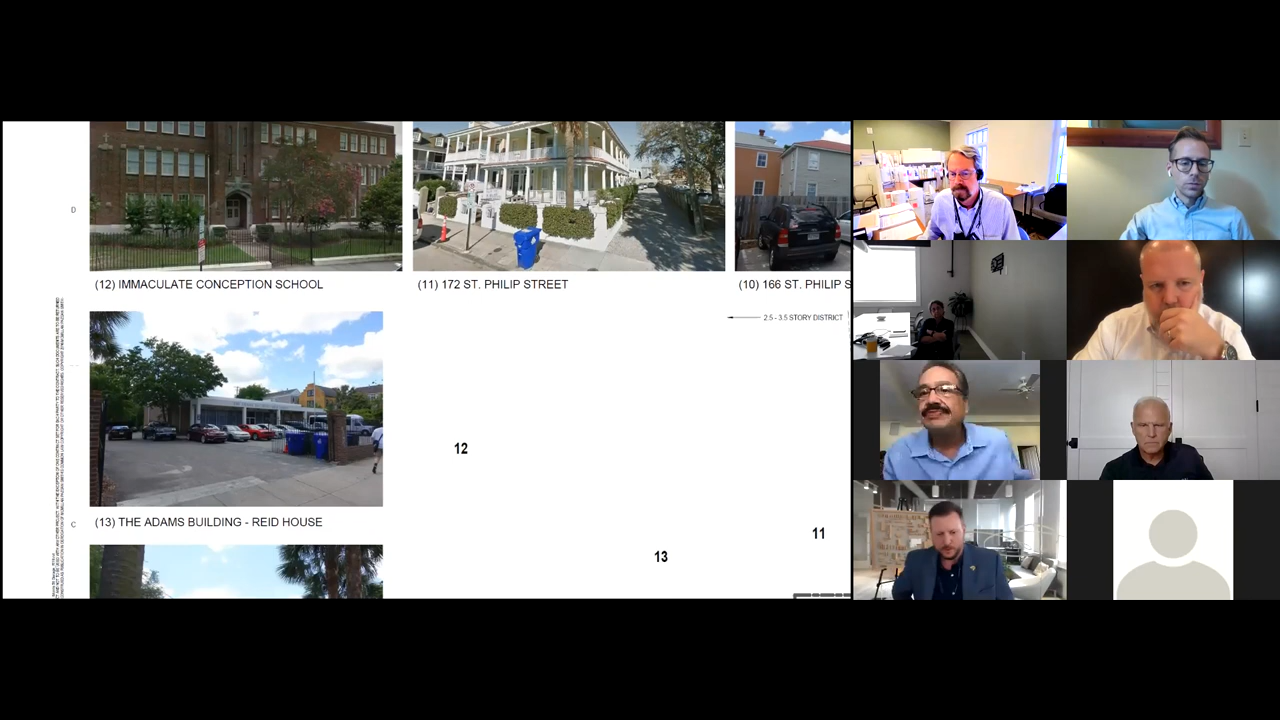 D
(12) IMMACULATE CONCEPTION SCHOOL
(11) 172 ST. PHILIP STREET
(10) 166 ST. PHILIP S
2.5 - 3.5 STORY DISTRICT
12
(13) THE ADAMS BUILDING - REID HOUSE
C
11
13